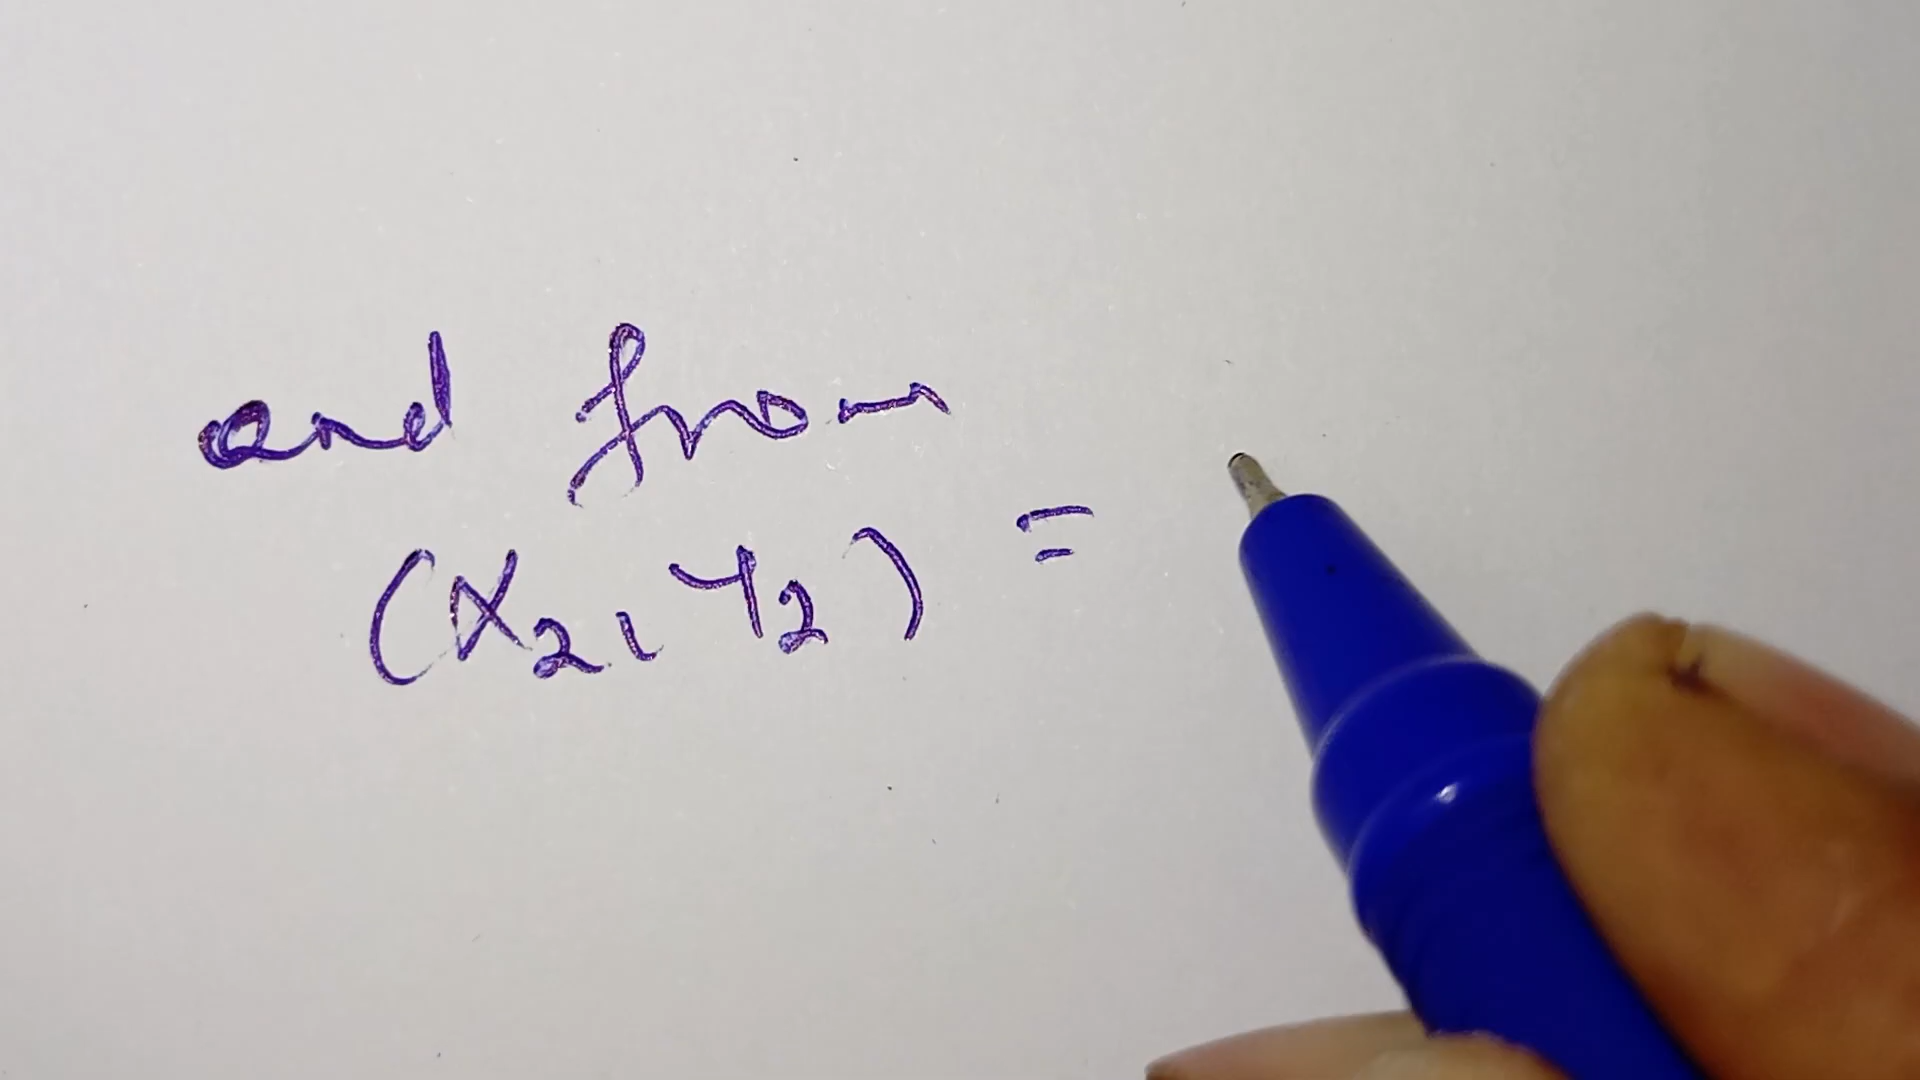 and from
(x₂, y₂) =